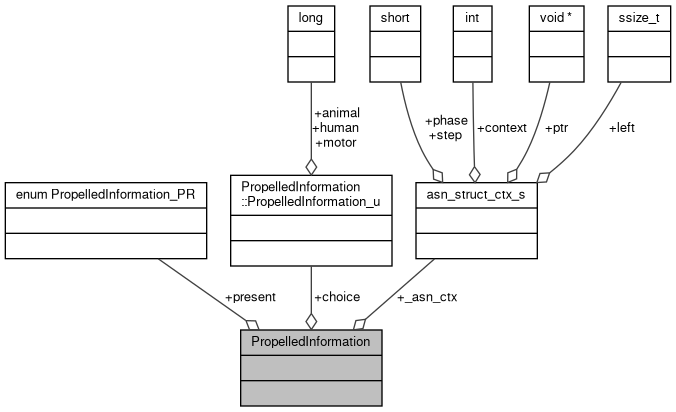 long
short
int
void *
ssize_t
+animal
+human
+motor
+phase
+step
+context
+ptr
+left
enum PropelledInformation_PR
PropelledInformation
::PropelledInformation_u
asn_struct_ctx_s
+present
+choice
+_asn_ctx
PropelledInformation